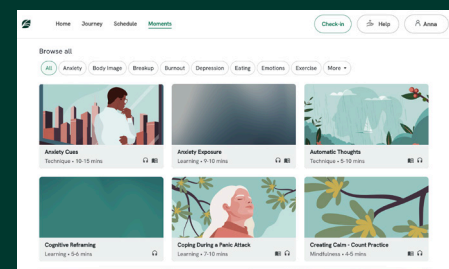 Home Journey Schedule Moments Check-in Help Anna
Browse all
All Anxiety Body Image Breakup Burnout Depression Eating Emotions Exercise More
Anxiety Cues
Technique • 10-15 mins
Anxiety Exposure
Learning • 9-10 mins
Automatic Thoughts
Technique • 5-10 mins
Cognitive Reframing
Learning • 5-6 mins
Coping During a Panic Attack
Learning • 7-10 mins
Creating Calm - Count Practice
Mindfulness • 4-5 mins